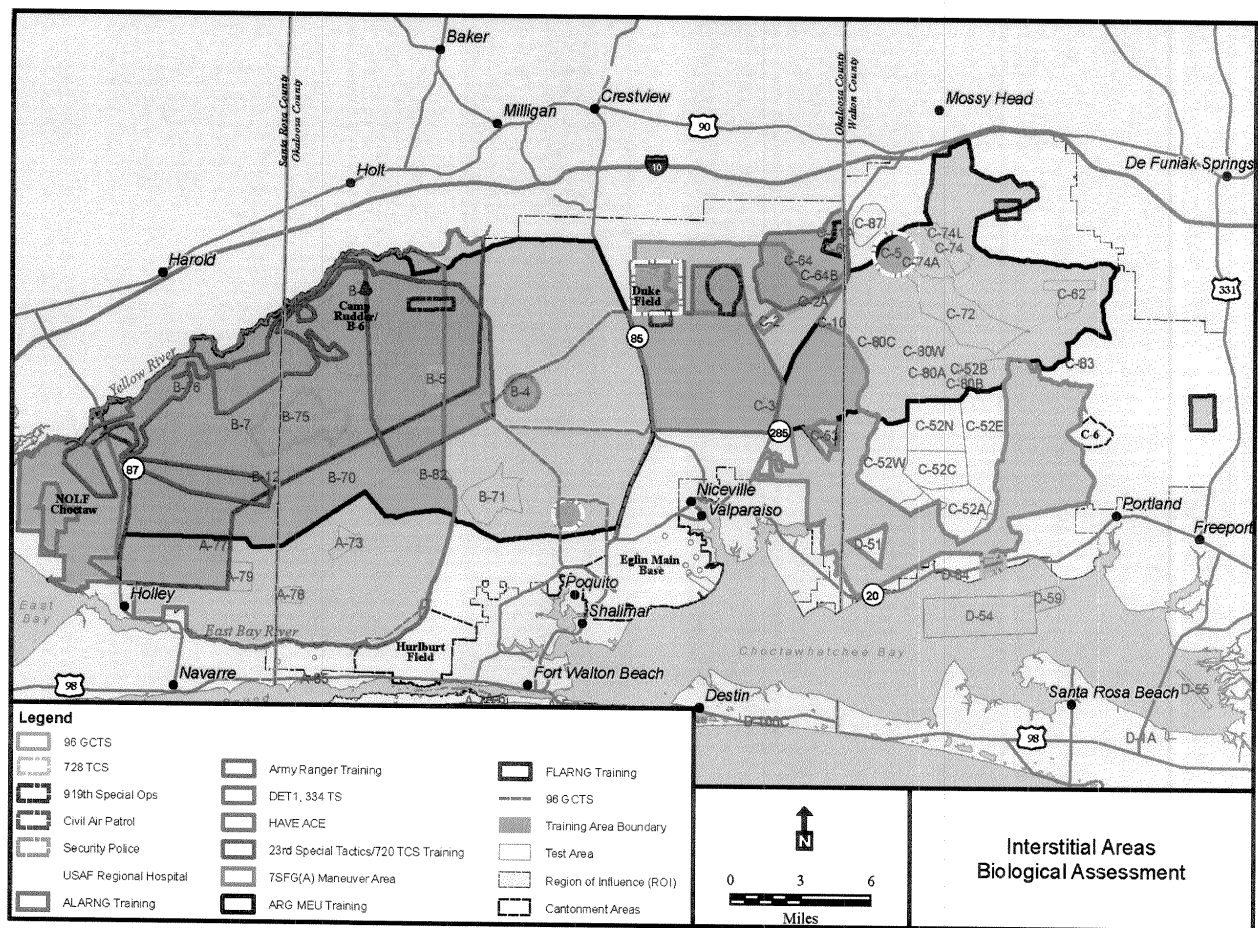 Baker
Santa Rosa County
Okaloosa County
Okaloosa County
Walton County
Crestview
Mossy Head
Milligan
90
Holt
10
De Funiak Springs
C-87
C-74L
C-74
C-5
C-74A
Harold
C-64
C-64B
331
Camp
Rudder/
B-6
Duke
Field
C-62
C-2A
C-72
C-10
85
Yellow River
C-80C
C-80W
C-83
B-76
B-5
C-80A
C-52B
C-80B
B-4
B-7
B-75
C-3
C-52N
C-52E
C-6
285
C-53
87
B-12
B-70
B-82
C-52W
C-52C
B-71
NOLF
Choctaw
Niceville
Valparaiso
C-52A
Portland
Freeport
A-77
A-73
D-51
Eglin Main
Base
A-79
D-84
Holley
A-78
Poquito
20
D-59
East
Bay
Shalimar
D-54
East Bay River
Hurlburt
Field
Choctawhatchee Bay
Navarre
Fort Walton Beach
D-55
98
Destin
Santa Rosa Beach
98
D-1A
Legend
96 GCTS
728 TCS
919th Special Ops
Civil Air Patrol
Security Police
USAF Regional Hospital
ALARNG Training
Army Ranger Training
DET1, 334 TS
HAVE ACE
23rd Special Tactics/720 TCS Training
7SFG(A) Maneuver Area
ARG MEU Training
FLARNG Training
96 GCTS
Training Area Boundary
Test Area
Region of Influence (ROI)
Cantonment Areas
N
0 3 6
Miles
Interstitial Areas
Biological Assessment